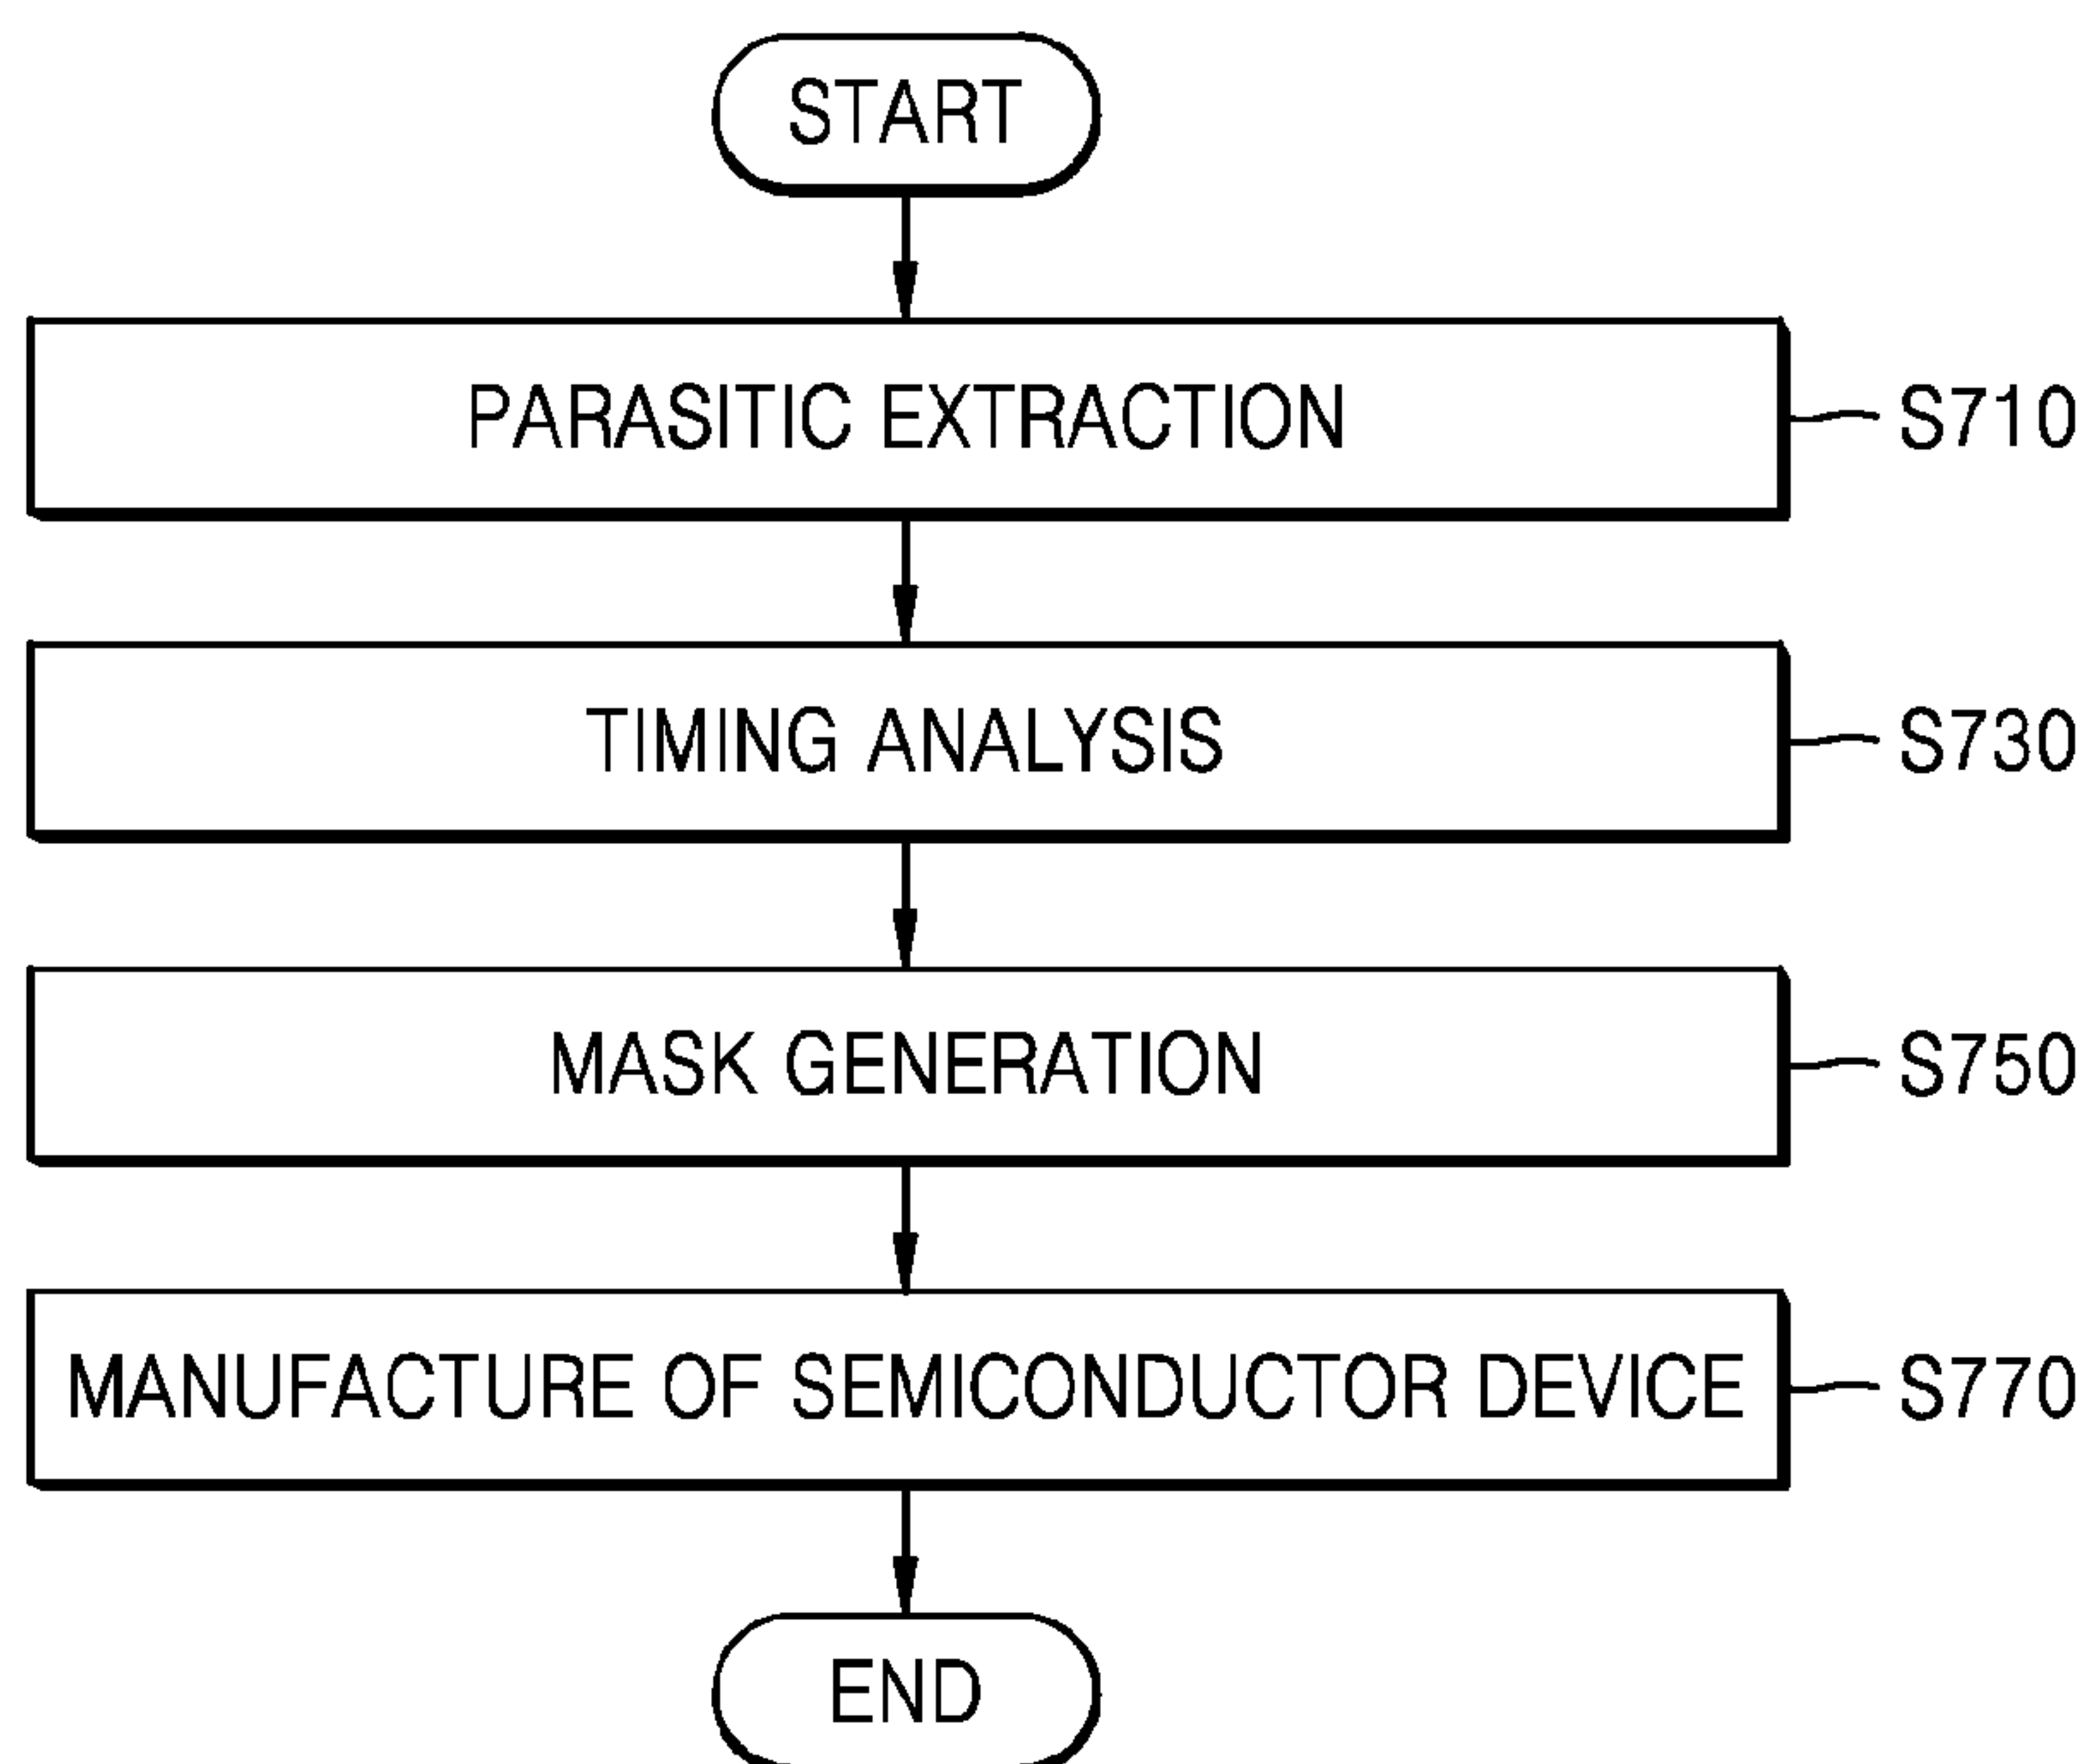 START
PARASITIC EXTRACTION
S710
TIMING ANALYSIS
S730
MASK GENERATION
S750
MANUFACTURE OF SEMICONDUCTOR DEVICE
S770
END